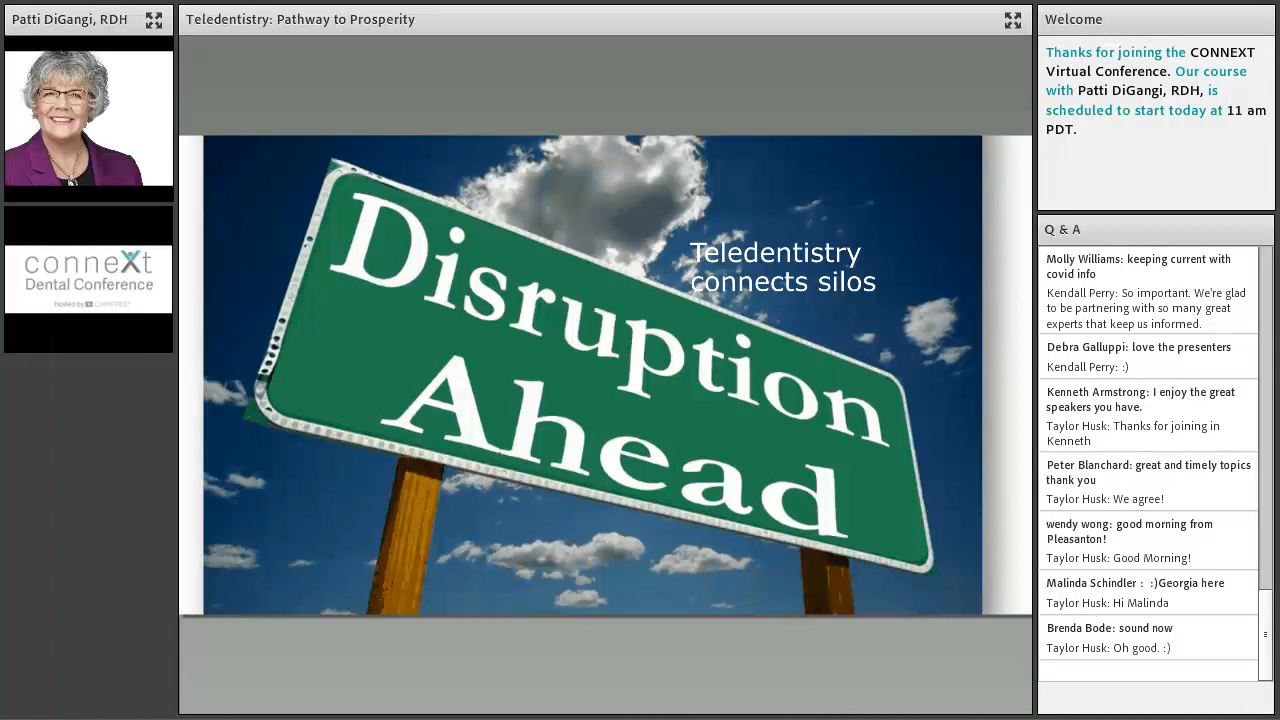 Patti DiGangi, RDH
Teledentistry: Pathway to Prosperity
Welcome
Thanks for joining the CONNEXT
Virtual Conference. Our course
with Patti DiGangi, RDH, is
scheduled to start today at 11 am
PDT.
conneXt
Dental Conference
Hosted by
Disruption
Ahead
Teledentistry
connects silos
Q & A
Molly Williams: keeping current with
covid info
Kendall Perry: So important. We're glad
to be partnering with so many great
experts that keep us informed.
Debra Galluppi: love the presenters
Kendall Perry: :)
Kenneth Armstrong: I enjoy the great
speakers you have.
Taylor Husk: Thanks for joining in
Kenneth
Peter Blanchard: great and timely topics
thank you
Taylor Husk: We agree!
wendy wong: good morning from
Pleasanton!
Taylor Husk: Good Morning!
Malinda Schindler : :)Georgia here
Taylor Husk: Hi Malinda
Brenda Bode: sound now
Taylor Husk: Oh good. :)